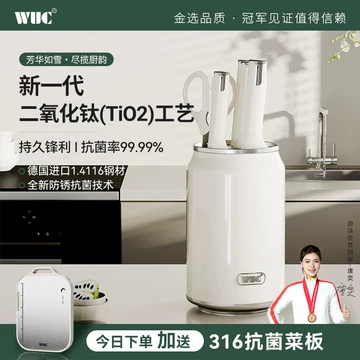 WUC
金选品质 · 冠军见证值得信赖
芳华如雪 · 尽揽厨韵
新一代
二氧化钛(TiO2)工艺
持久锋利 | 抗菌率99.99%
德国进口1.4116钢材
全新防锈抗菌技术
WUC
今日下单 加送
316抗菌菜板